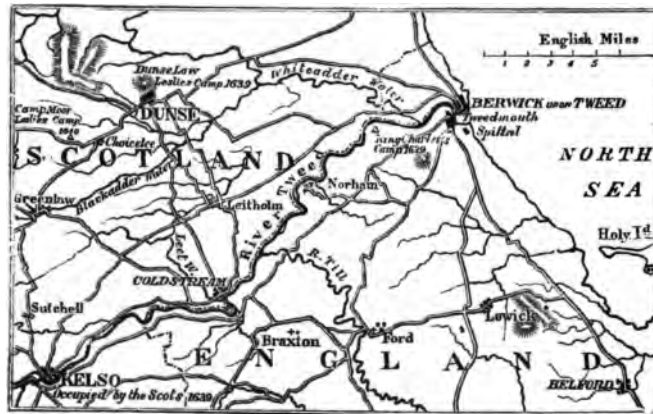 English Miles
1 2 3 4 5
Dunse Law
Leslies Camp 1639
DUNSE
Whiteadder Water
BERWICK upon TWEED
Tweedmouth
Spittal
Camp Moor
Leslies Camp
1640
Choicelee
King Charles's
Camp 1639
SCOTLAND
NORTH
SEA
Greenlaw
Blackadder Water
Leitholm
River Tweed
Norham
Holy Id
Leet W.
R. Till
COLDSTREAM
Lowick
Sutchell
Braxton
Ford
ENGLAND
KELSO
Occupied by the Scots 1639
BELFORD